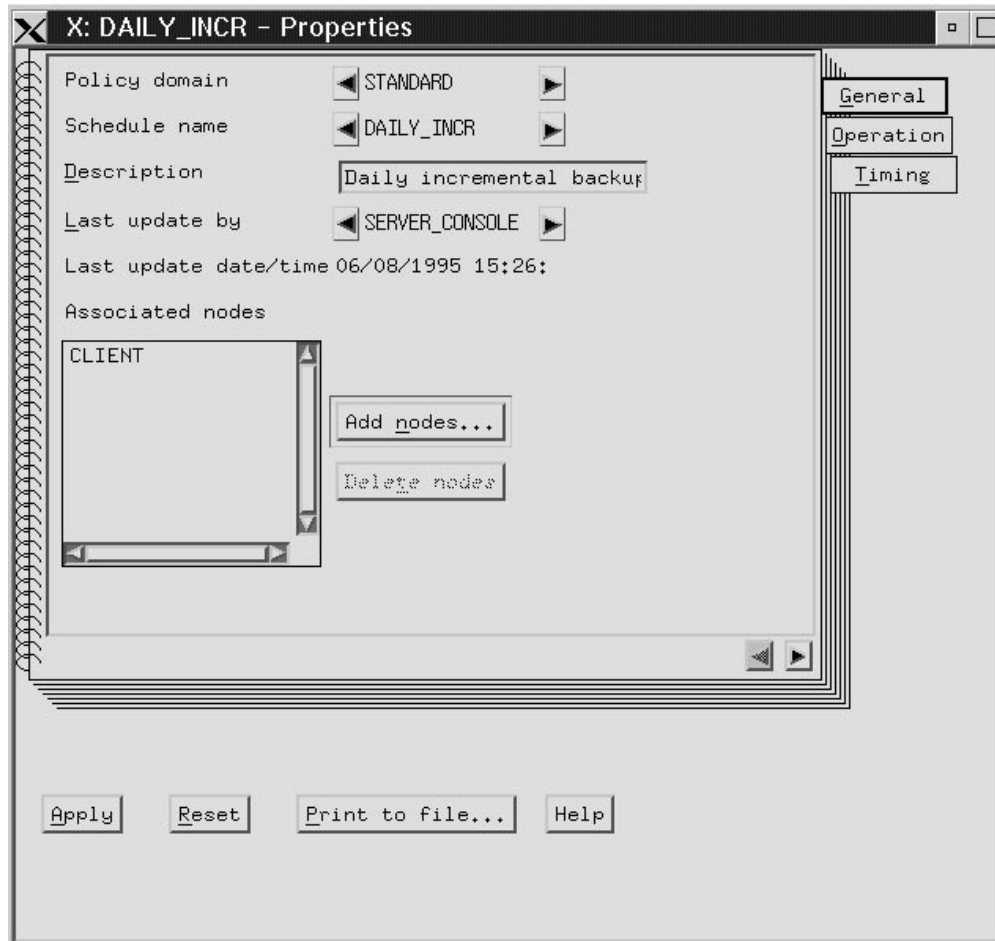 X: DAILY_INCR - Properties
Policy domain STANDARD
General
Schedule name DAILY_INCR
Operation
Description Daily incremental backup
Timing
Last update by SERVER_CONSOLE
Last update date/time 06/08/1995 15:26:
Associated nodes
CLIENT
Add nodes...
Delete nodes
Apply Reset Print to file... Help